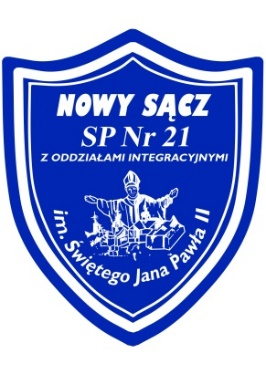 NOWY SĄCZ
SP Nr 21
Z ODDZIAŁAMI INTEGRACYJNYMI
im. Świętego Jana Pawła II